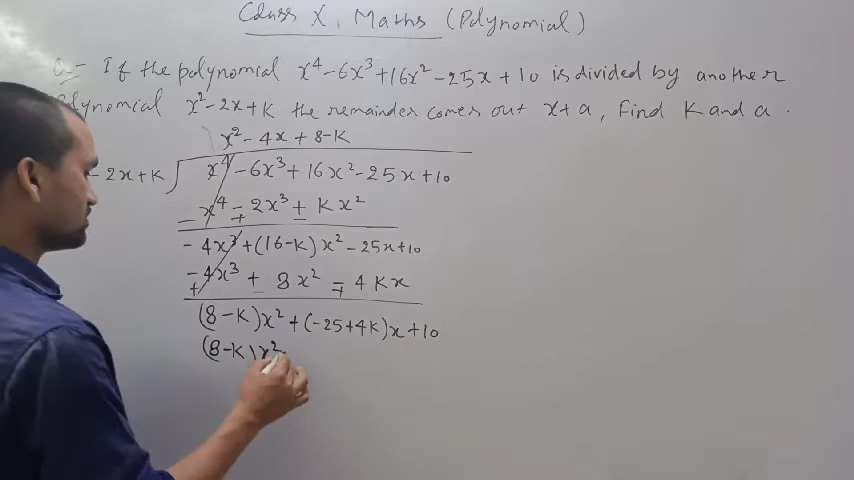 Class X, Maths (Polynomial)
Q- If the polynomial x⁴-6x³+16x²-25x+10 is divided by another
polynomial x²-2x+K the remainder comes out x+a, Find K and a.
x²-4x+8-K
-2x+K ) x⁴-6x³+16x²-25x+10
x⁴-2x³+Kx²
- + -
-4x³+(16-K)x²-25x+10
-4x³+8x²-4Kx
+ - +
(8-K)x²+(-25+4K)x+10
(8-K)x²